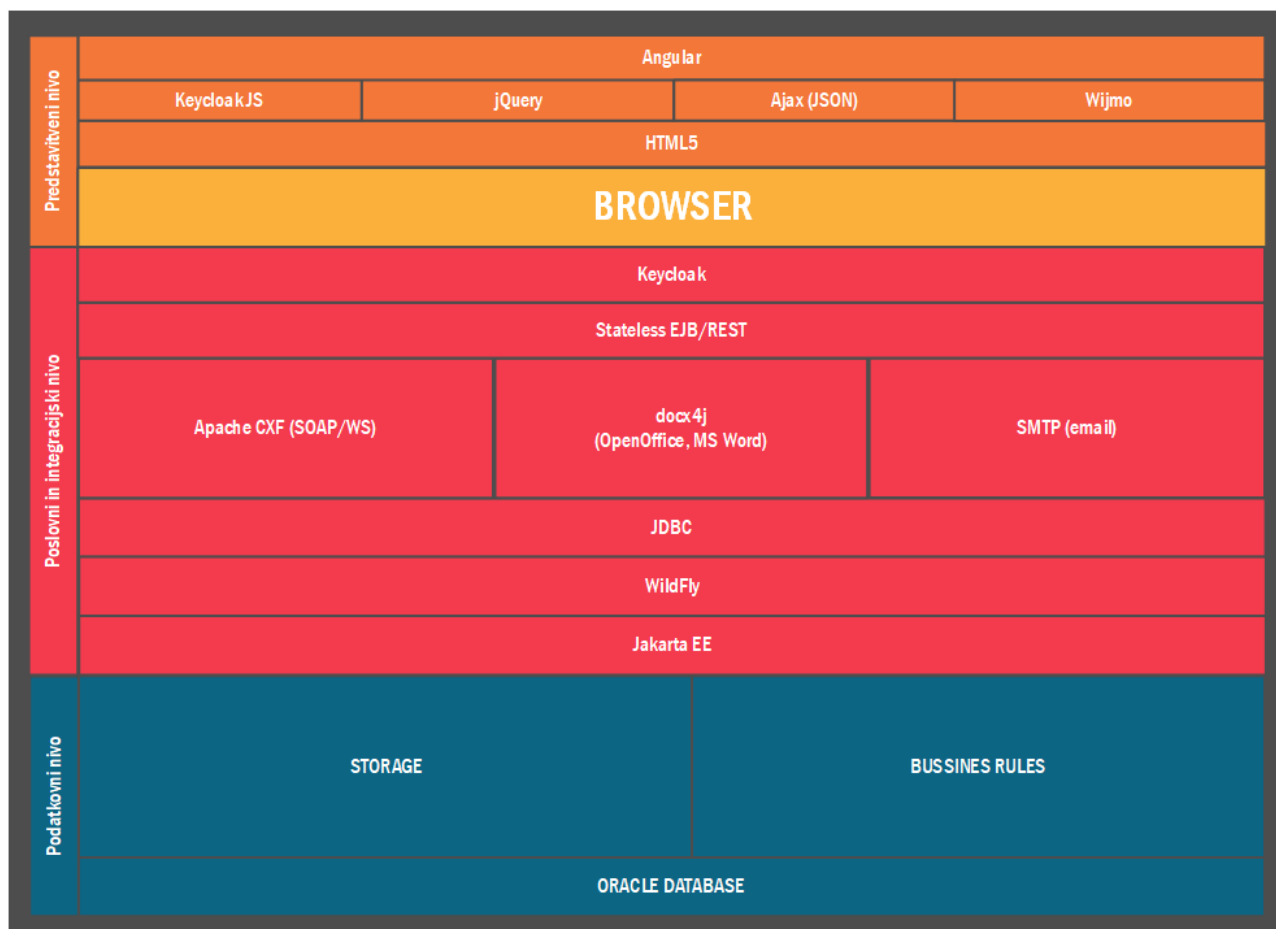 Predstavitveni nivo
Angular
KeycloakJS
jQuery
Ajax (JSON)
Wijmo
HTML5
BROWSER
Poslovni in integracijski nivo
Keycloak
Stateless EJB/REST
Apache CXF (SOAP/WS)
docx4j
(OpenOffice, MS Word)
SMTP (email)
JDBC
WildFly
Jakarta EE
Podatkovni nivo
STORAGE
BUSSINES RULES
ORACLE DATABASE